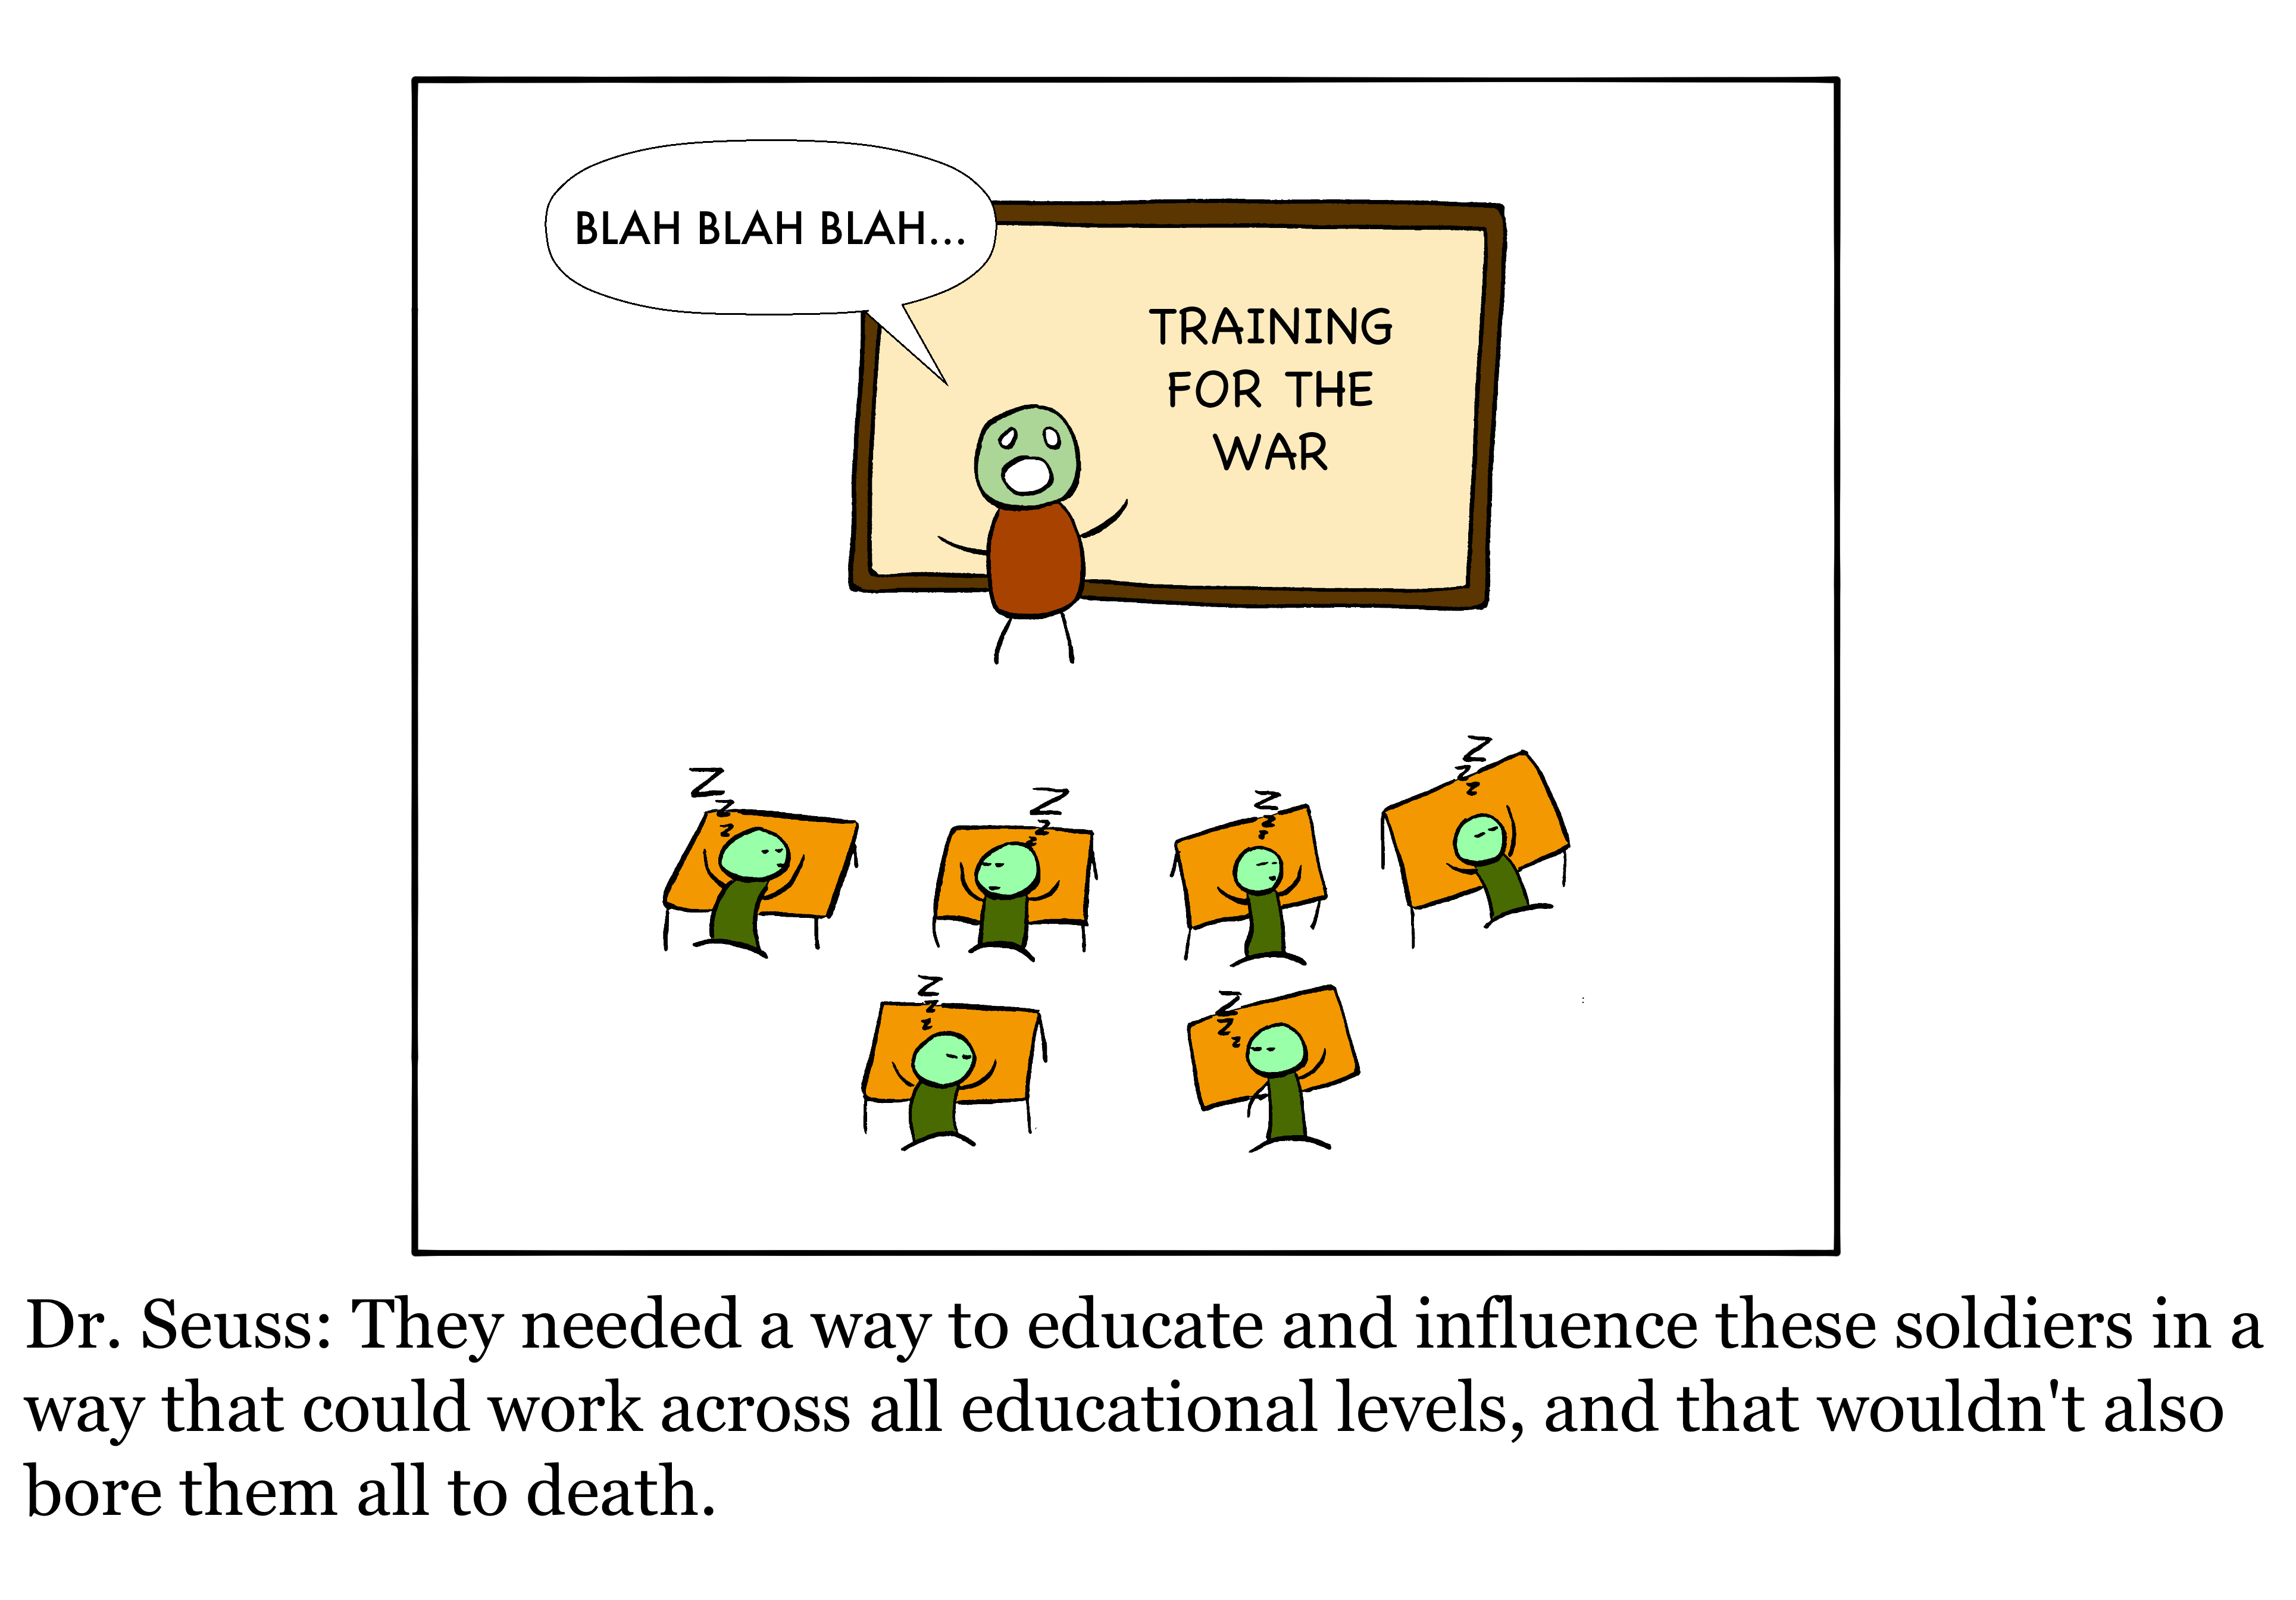 BLAH BLAH BLAH...
TRAINING
FOR THE
WAR
Z
z
z
Z
z
z
Z
z
z
Z
z
z
Z
z
z
Z
z
z
Dr. Seuss: They needed a way to educate and influence these soldiers in a
way that could work across all educational levels, and that wouldn't also
bore them all to death.